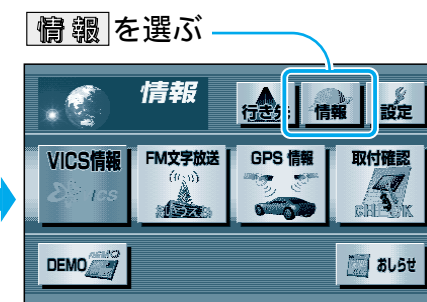 情報を選ぶ
情報
行き先
情報
設定
VICS情報
FM文字放送
GPS 情報
取付確認
CHECK
DEMO
おしらせ